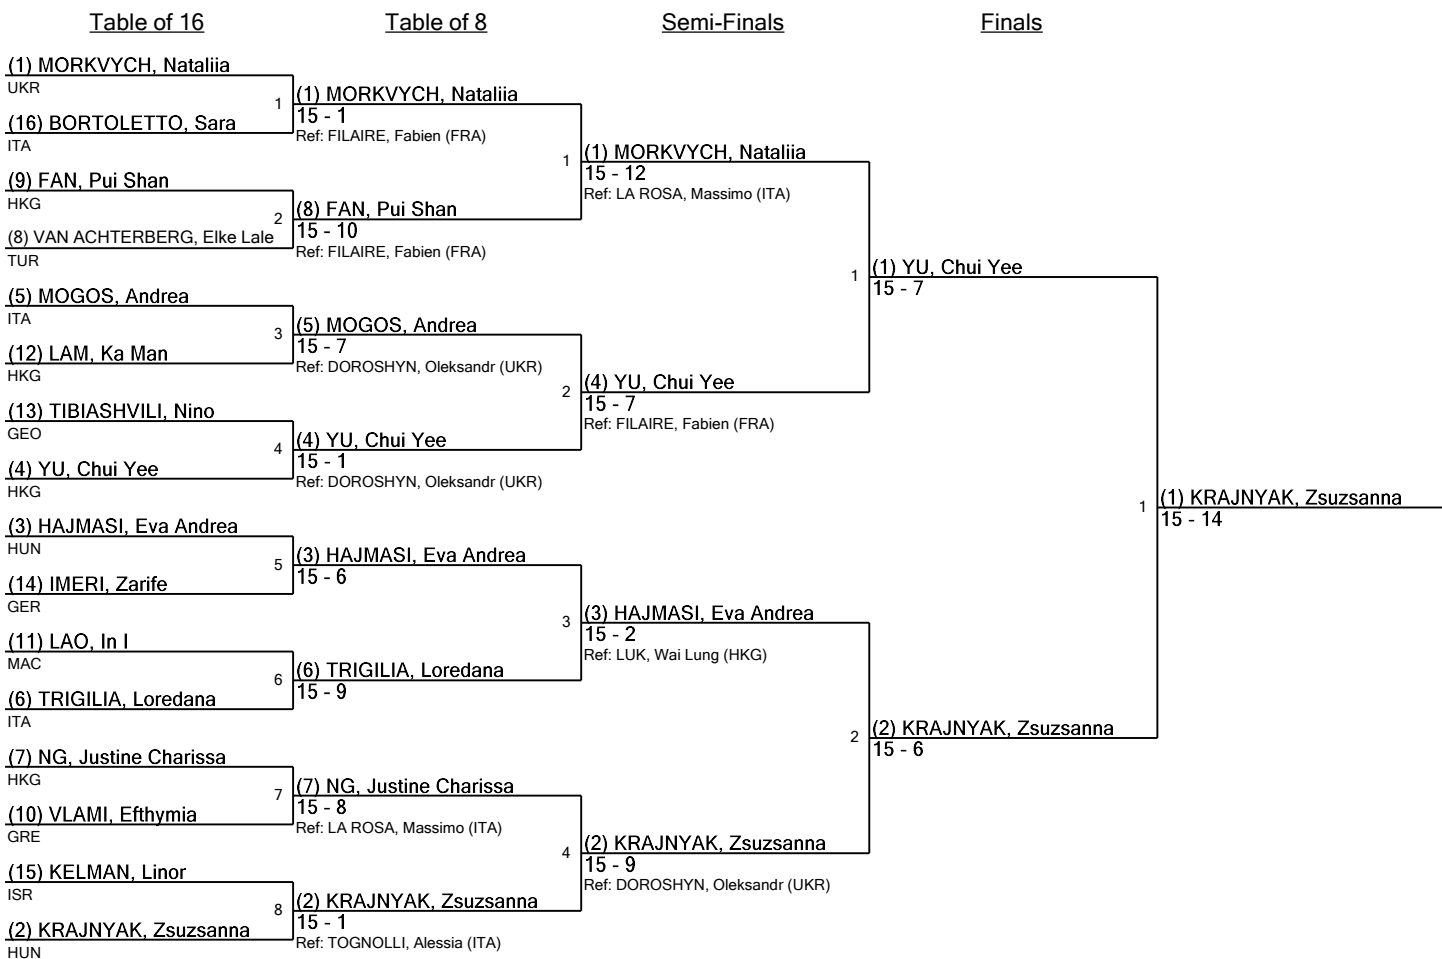 Table of 16
Table of 8
Semi-Finals
Finals
(1) MORKVYCH, Nataliia
UKR
1
(16) BORTOLETTO, Sara
ITA
(9) FAN, Pui Shan
HKG
2
(8) VAN ACHTERBERG, Elke Lale
TUR
(5) MOGOS, Andrea
ITA
3
(12) LAM, Ka Man
HKG
(13) TIBIASHVILI, Nino
GEO
4
(4) YU, Chui Yee
HKG
(3) HAJMASI, Eva Andrea
HUN
5
(14) IMERI, Zarife
GER
(11) LAO, In I
MAC
6
(6) TRIGILIA, Loredana
ITA
(7) NG, Justine Charissa
HKG
7
(10) VLAMI, Efthymia
GRE
(15) KELMAN, Linor
ISR
8
(2) KRAJNYAK, Zsuzsanna
HUN
(1) MORKVYCH, Nataliia
15 - 1
Ref: FILAIRE, Fabien (FRA)
1
(8) FAN, Pui Shan
15 - 10
Ref: FILAIRE, Fabien (FRA)
(5) MOGOS, Andrea
15 - 7
Ref: DOROSHYN, Oleksandr (UKR)
2
(4) YU, Chui Yee
15 - 1
Ref: DOROSHYN, Oleksandr (UKR)
(3) HAJMASI, Eva Andrea
15 - 6
3
(6) TRIGILIA, Loredana
15 - 9
(7) NG, Justine Charissa
15 - 8
Ref: LA ROSA, Massimo (ITA)
4
(2) KRAJNYAK, Zsuzsanna
15 - 1
Ref: TOGNOLLI, Alessia (ITA)
(1) MORKVYCH, Nataliia
15 - 12
Ref: LA ROSA, Massimo (ITA)
1
(4) YU, Chui Yee
15 - 7
Ref: FILAIRE, Fabien (FRA)
(3) HAJMASI, Eva Andrea
15 - 2
Ref: LUK, Wai Lung (HKG)
2
(2) KRAJNYAK, Zsuzsanna
15 - 9
Ref: DOROSHYN, Oleksandr (UKR)
(1) YU, Chui Yee
15 - 7
1
(2) KRAJNYAK, Zsuzsanna
15 - 6
(1) KRAJNYAK, Zsuzsanna
15 - 14